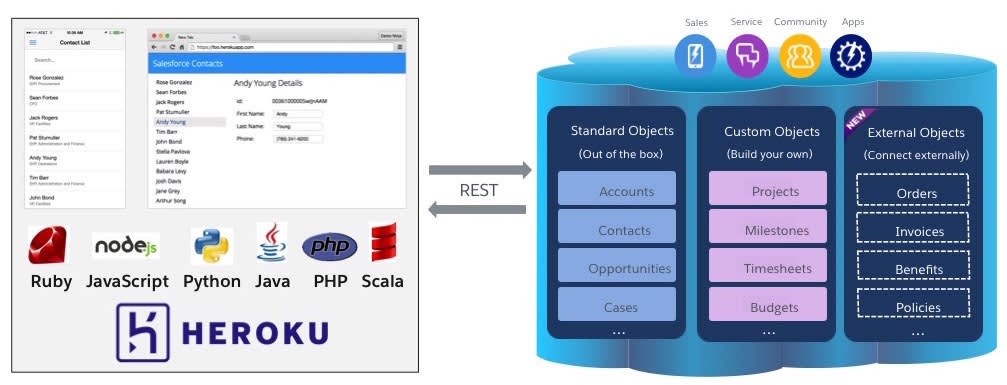 AT&T
10:36 AM
Contact List
Search...
Rose Gonzalez
SVP, Procurement
Sean Forbes
CFO
Jack Rogers
VP, Facilities
Pat Stumuller
SVP, Administration and Finance
Andy Young
SVP, Operations
Tim Barr
SVP, Administration and Finance
John Bond
VP, Facilities
New Tab
Demo Ninja
https://foo.herokuapp.com
Salesforce Contacts
Rose Gonzalez
Sean Forbes
Jack Rogers
Pat Stumuller
Andy Young
Tim Barr
John Bond
Stella Pavlova
Lauren Boyle
Babara Levy
Josh Davis
Jane Grey
Arthur Song
Andy Young Details
Id:
First Name: Andy
Last Name: Young
Phone: (785) 241-6200
node js
php
Ruby JavaScript Python Java PHP Scala
HEROKU
REST
Sales Service Community Apps
Standard Objects
(Out of the box)
Accounts
Contacts
Opportunities
Cases
...
Custom Objects
(Build your own)
Projects
Milestones
Timesheets
Budgets
...
NEW
External Objects
(Connect externally)
Orders
Invoices
Benefits
Policies
...